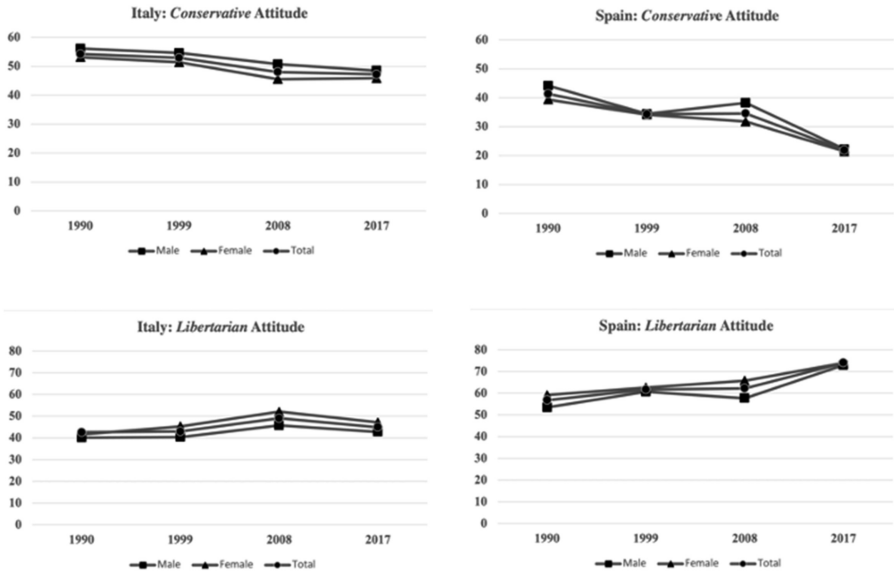 Italy: Conservative Attitude
60
50
40
30
20
10
0
1990 1999 2008 2017
Male Female Total
Spain: Conservative Attitude
60
50
40
30
20
10
0
1990 1999 2008 2017
Male Female Total
Italy: Libertarian Attitude
80
70
60
50
40
30
20
10
0
1990 1999 2008 2017
Male Female Total
Spain: Libertarian Attitude
80
70
60
50
40
30
20
10
0
1990 1999 2008 2017
Male Female Total